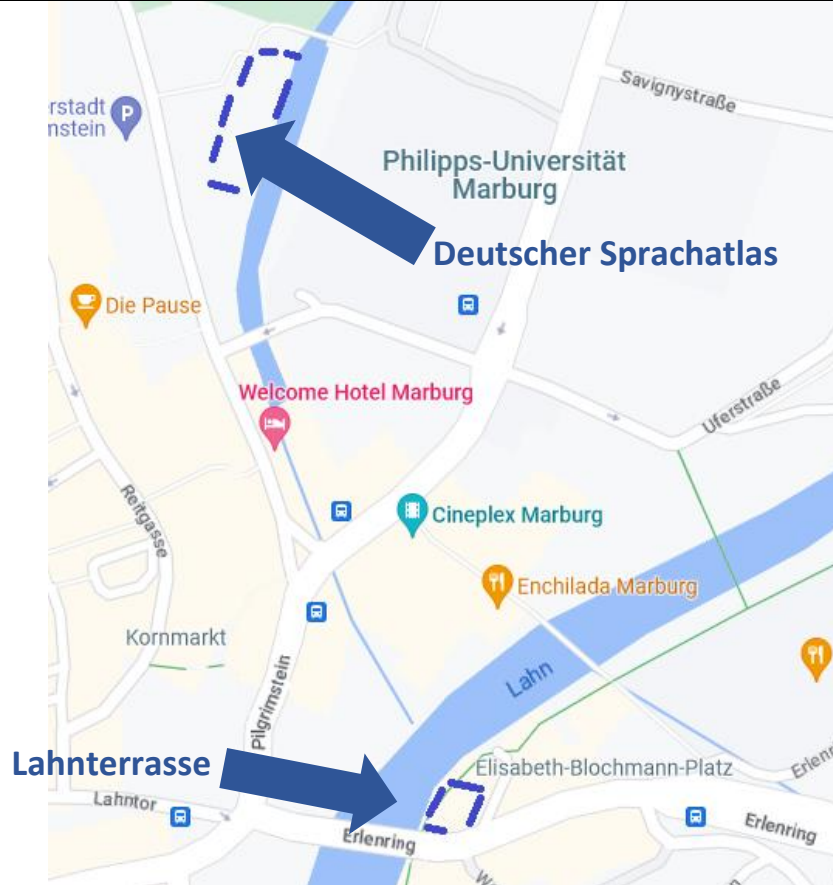 Savignystraße
rstadt
nstein
P
Philipps-Universität
Marburg
Deutscher Sprachatlas
Die Pause
Welcome Hotel Marburg
Uferstraße
Reitgasse
Cineplex Marburg
Enchilada Marburg
Kornmarkt
Lahn
Pilgrimstein
Lahnterrasse
Elisabeth-Blochmann-Platz
Erlenri
Lahntor
Erlenring
Erlenring
W